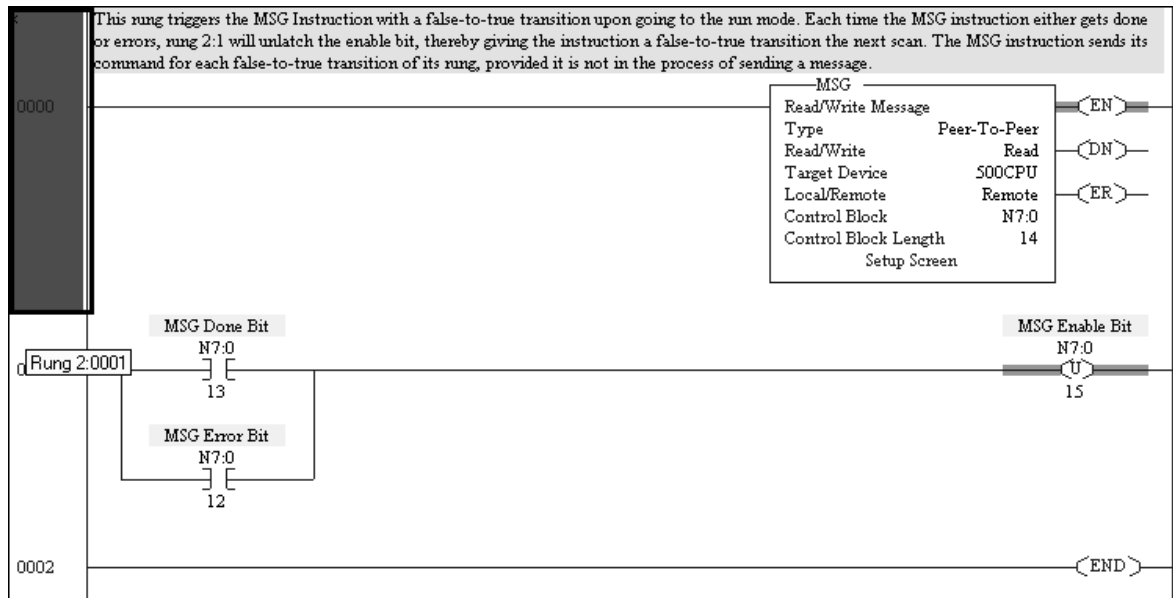 This rung triggers the MSG Instruction with a false-to-true transition upon going to the run mode. Each time the MSG instruction either gets done
or errors, rung 2:1 will unlatch the enable bit, thereby giving the instruction a false-to-true transition the next scan. The MSG instruction sends its
command for each false-to-true transition of its rung, provided it is not in the process of sending a message.
0000
MSG
Read/Write Message
Type Peer-To-Peer
Read/Write Read
Target Device 500CPU
Local/Remote Remote
Control Block N7:0
Control Block Length 14
Setup Screen
EN
DN
ER
MSG Done Bit
N7:0
13
MSG Enable Bit
N7:0
U
15
Rung 2:0001
MSG Error Bit
N7:0
12
0002
END